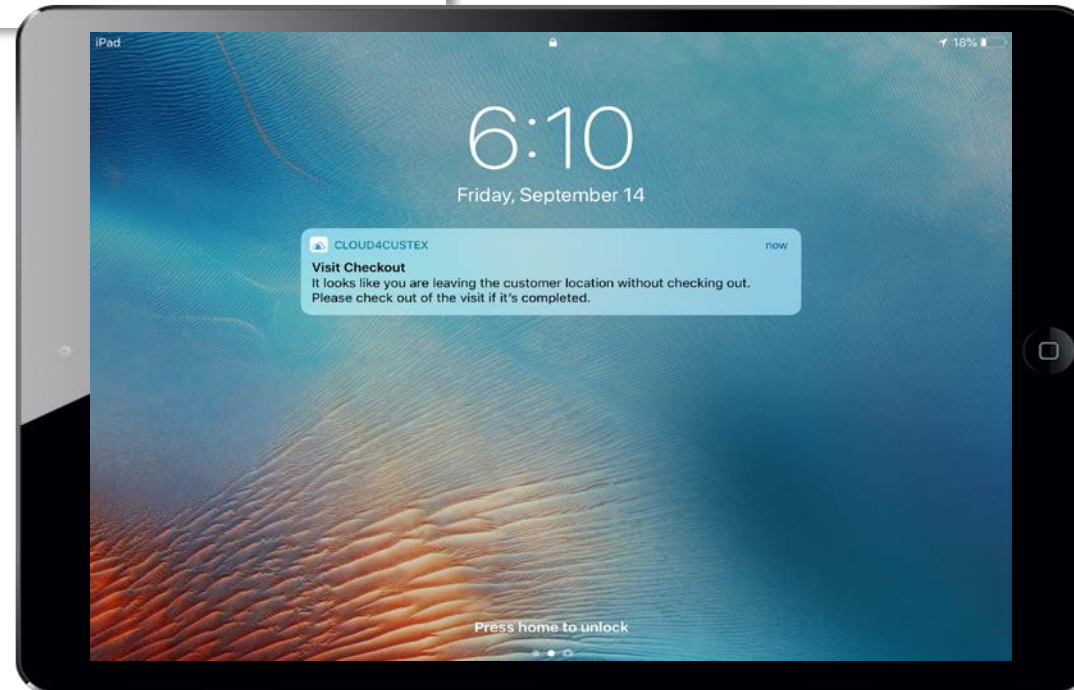 iPad
18%
6:10
Friday, September 14
CLOUD4CUSTEX
now
Visit Checkout
It looks like you are leaving the customer location without checking out.
Please check out of the visit if it's completed.
Press home to unlock